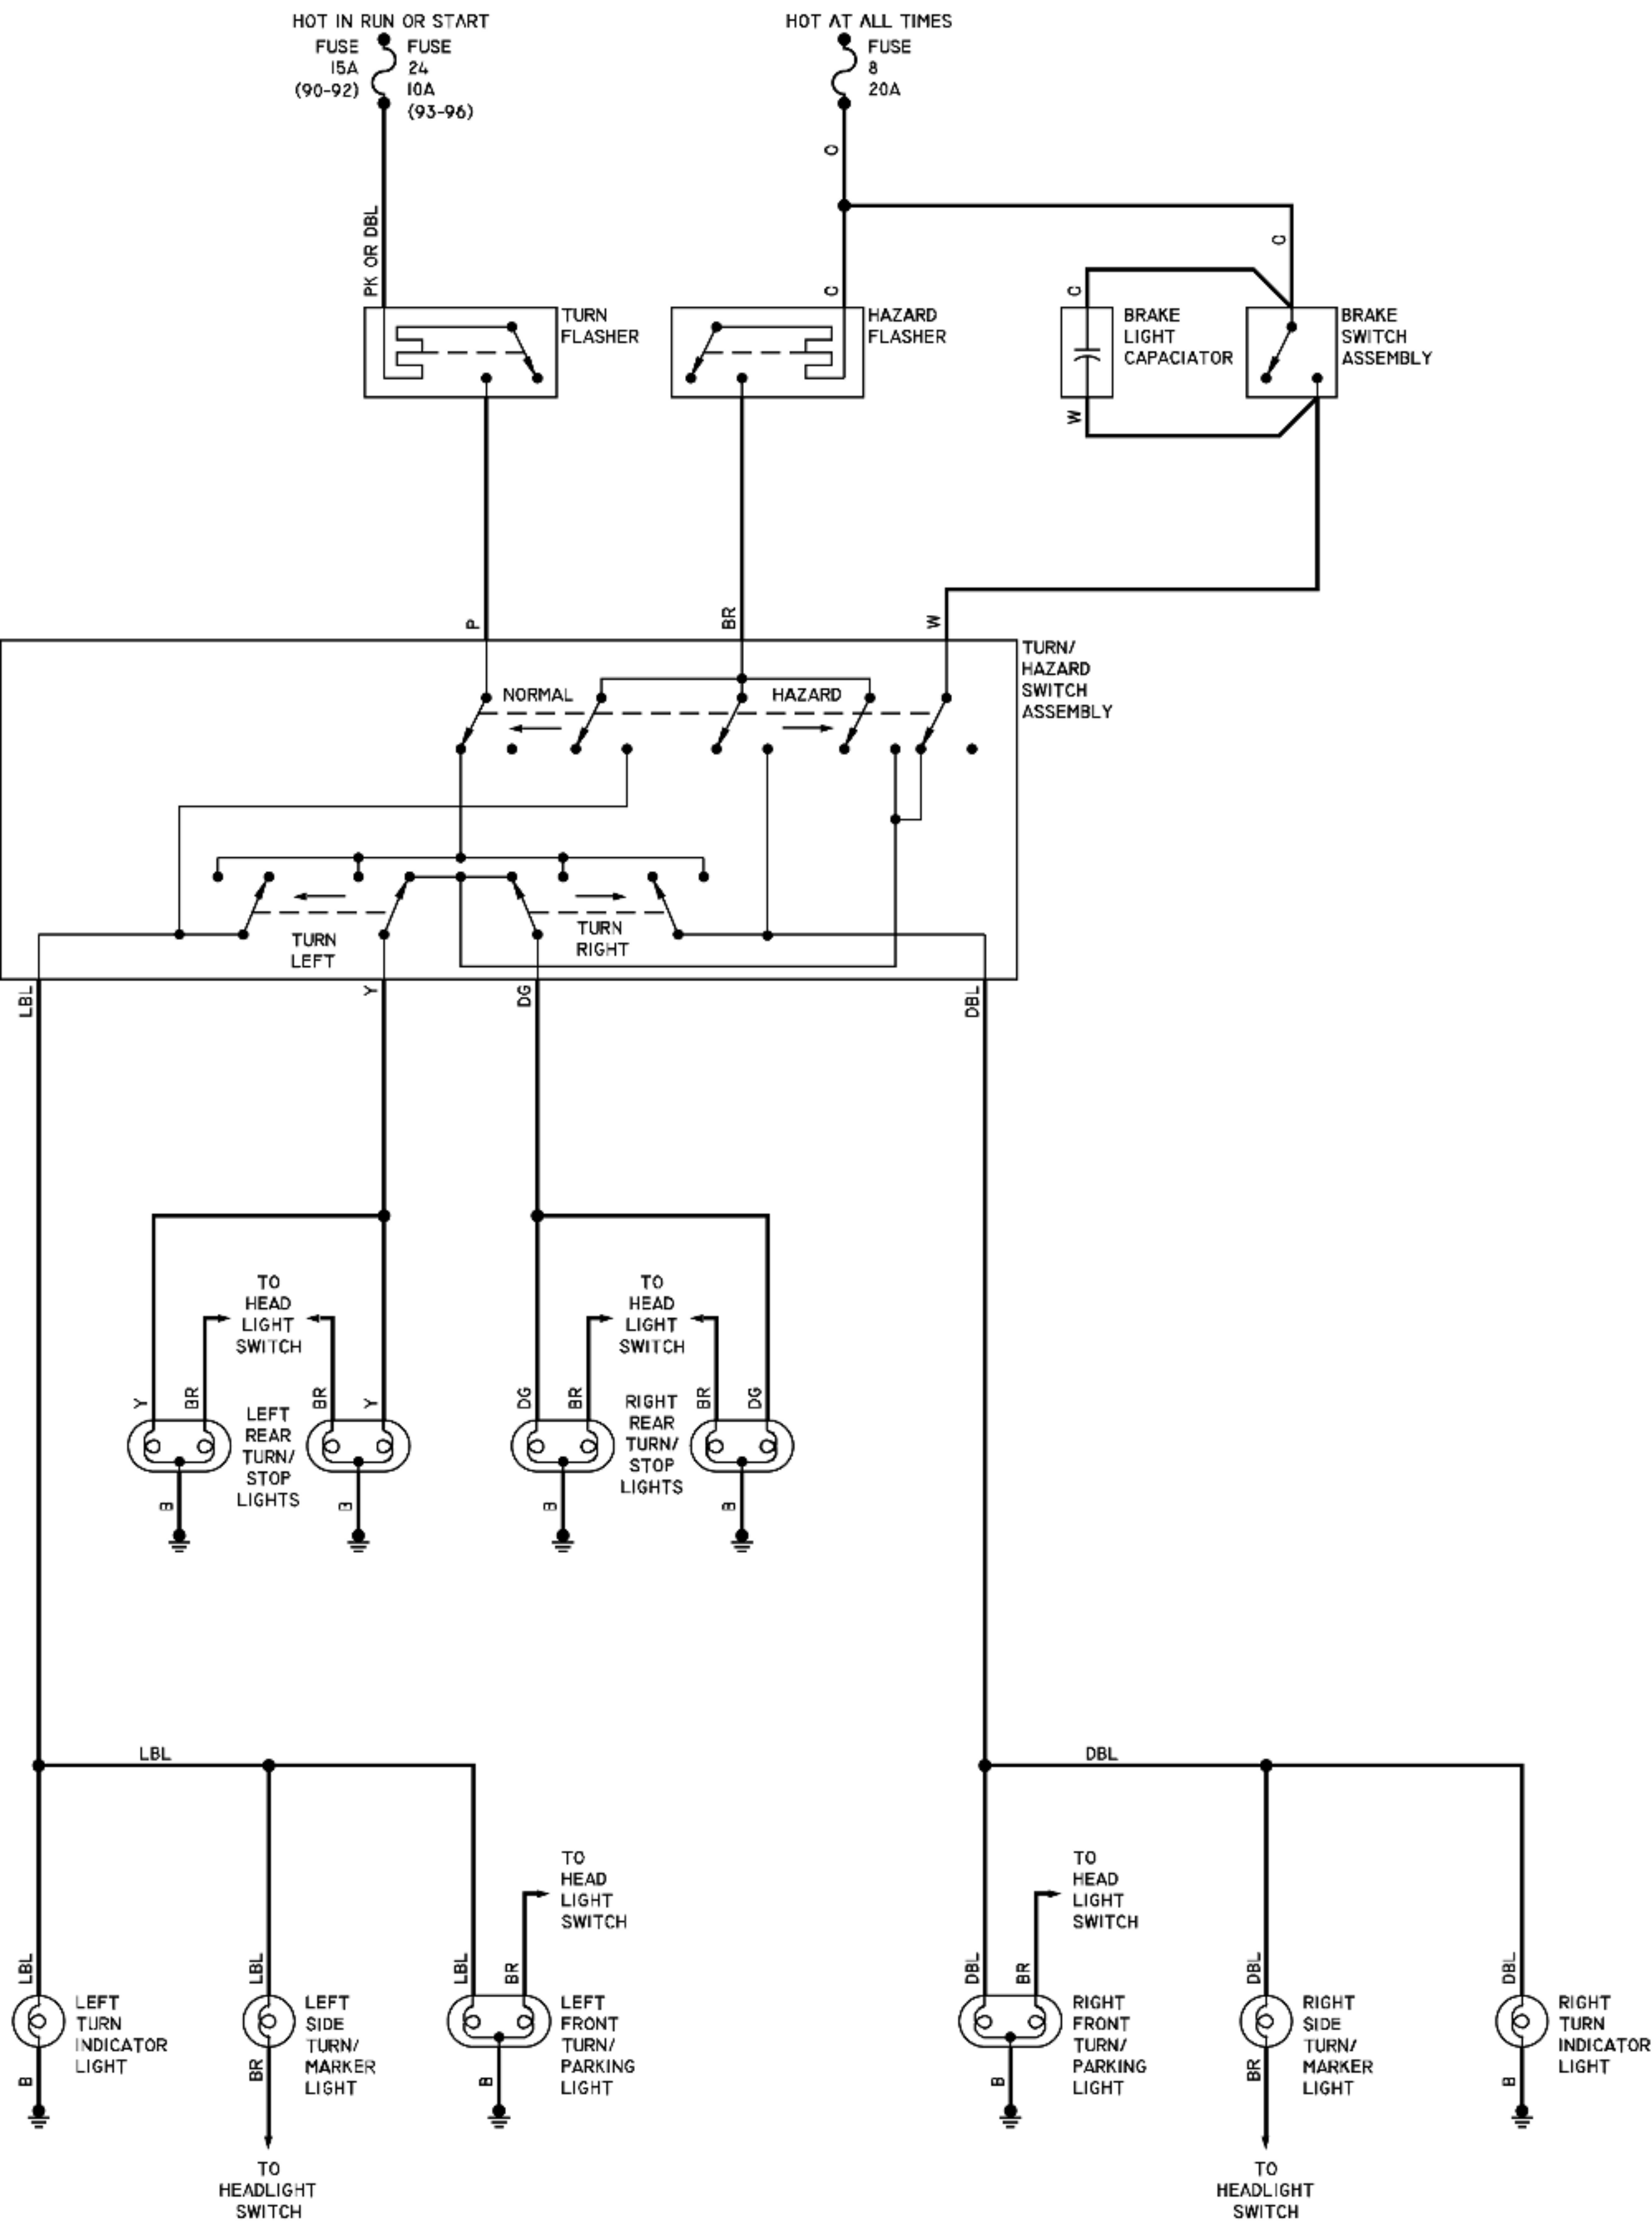 HOT IN RUN OR START
FUSE
15A
(90-92)
FUSE
24
10A
(93-96)
HOT AT ALL TIMES
FUSE
8
20A
O
PK OR DBL
O
O
O
TURN
FLASHER
HAZARD
FLASHER
BRAKE
LIGHT
CAPACIATOR
BRAKE
SWITCH
ASSEMBLY
W
P
BR
W
TURN/
HAZARD
SWITCH
ASSEMBLY
NORMAL
HAZARD
TURN
LEFT
TURN
RIGHT
LBL
Y
DG
DBL
TO
HEAD
LIGHT
SWITCH
TO
HEAD
LIGHT
SWITCH
Y
BR
BR
Y
DG
BR
BR
DG
LEFT
REAR
TURN/
STOP
LIGHTS
RIGHT
REAR
TURN/
STOP
LIGHTS
B
B
B
B
LBL
DBL
TO
HEAD
LIGHT
SWITCH
TO
HEAD
LIGHT
SWITCH
LBL
LBL
LBL
BR
DBL
BR
DBL
DBL
LEFT
TURN
INDICATOR
LIGHT
LEFT
SIDE
TURN/
MARKER
LIGHT
LEFT
FRONT
TURN/
PARKING
LIGHT
RIGHT
FRONT
TURN/
PARKING
LIGHT
RIGHT
SIDE
TURN/
MARKER
LIGHT
RIGHT
TURN
INDICATOR
LIGHT
B
BR
B
B
BR
B
TO
HEADLIGHT
SWITCH
TO
HEADLIGHT
SWITCH